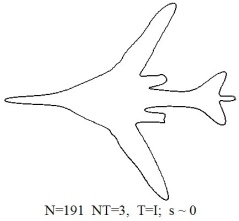 N=191 NT=3, T=I; s ~ 0